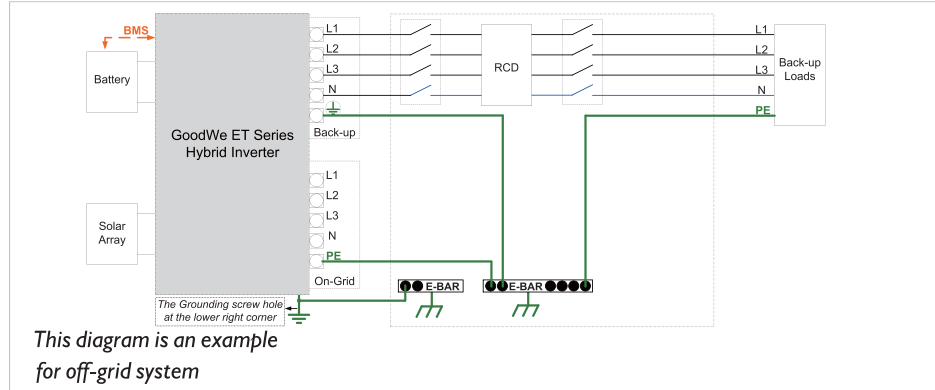 BMS
Battery
Solar
Array
GoodWe ET Series
Hybrid Inverter
L1
L2
L3
N
Back-up
L1
L2
L3
N
PE
On-Grid
RCD
L1
L2
L3
N
PE
Back-up
Loads
E-BAR
E-BAR
The Grounding screw hole
at the lower right corner
This diagram is an example
for off-grid system